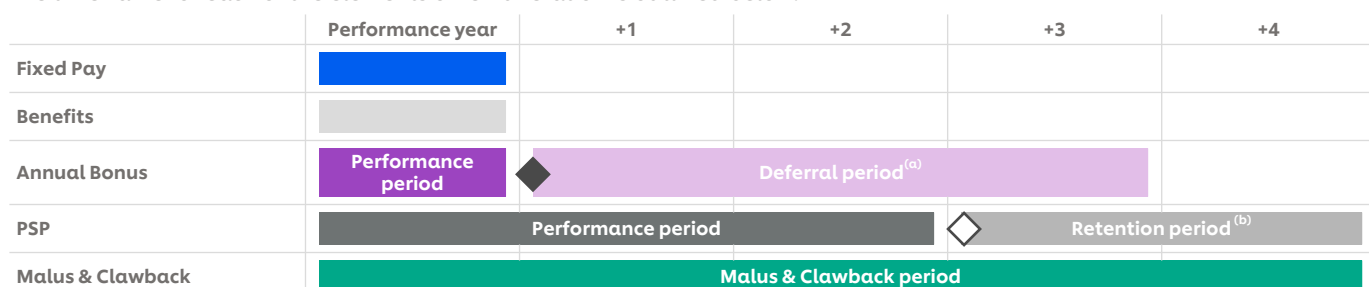 Performance year +1 +2 +3 +4
Fixed Pay
Benefits
Annual Bonus Performance period Deferral period(a)
PSP Performance period Retention period(b)
Malus & Clawback Malus & Clawback period